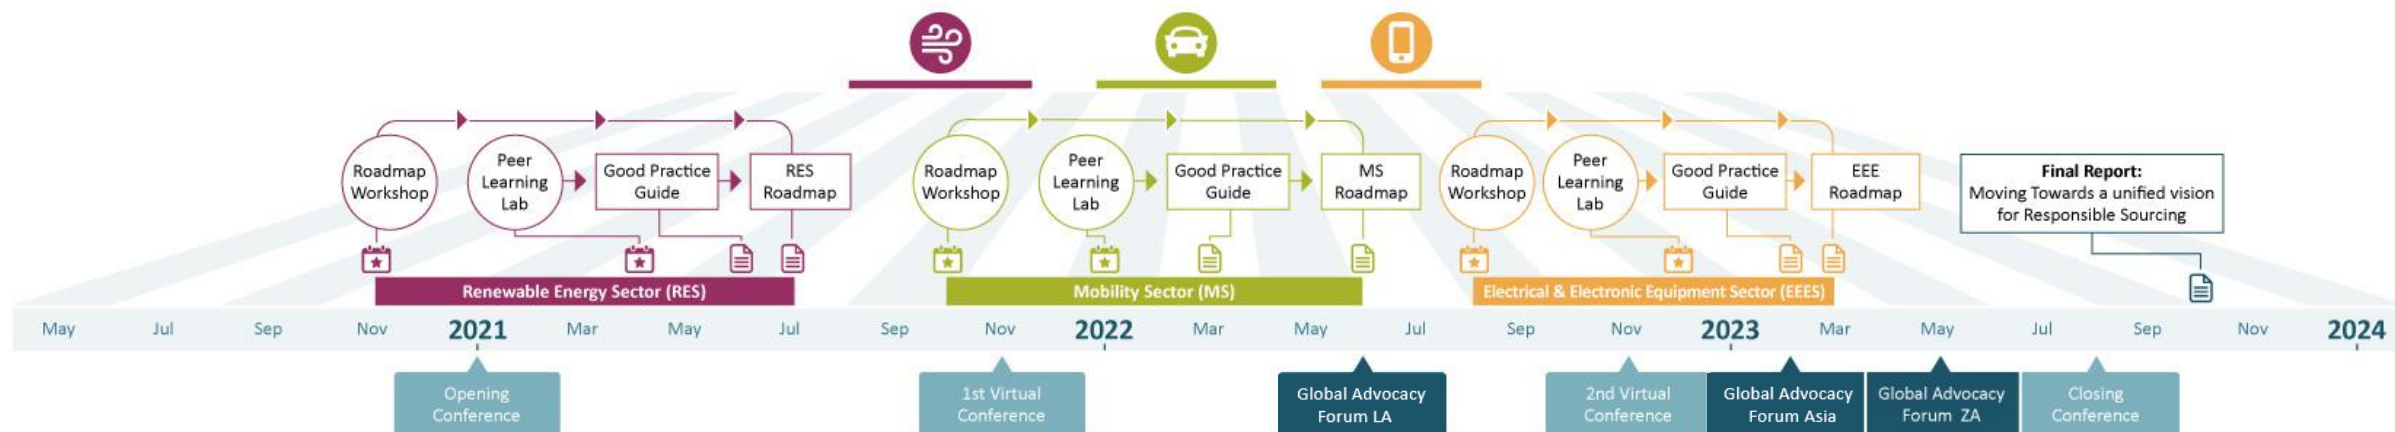 Roadmap
Workshop
Peer
Learning
Lab
Good Practice
Guide
RES
Roadmap
Roadmap
Workshop
Peer
Learning
Lab
Good Practice
Guide
MS
Roadmap
Roadmap
Workshop
Peer
Learning
Lab
Good Practice
Guide
EEE
Roadmap
Final Report:
Moving Towards a unified vision
for Responsible Sourcing
Renewable Energy Sector (RES)
Mobility Sector (MS)
Electrical & Electronic Equipment Sector (EEES)
May Jul Sep Nov 2021 Mar May Jul Sep Nov 2022 Mar May Jul Sep Nov 2023 Mar May Jul Sep Nov 2024
Opening
Conference
1st Virtual
Conference
Global Advocacy
Forum LA
2nd Virtual
Conference
Global Advocacy
Forum Asia
Global Advocacy
Forum ZA
Closing
Conference